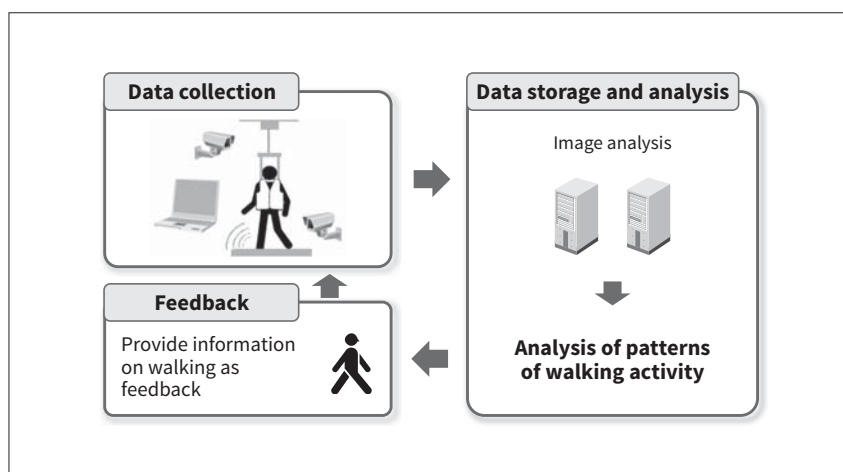 Data collection
Data storage and analysis
Image analysis
Analysis of patterns
of walking activity
Feedback
Provide information
on walking as
feedback